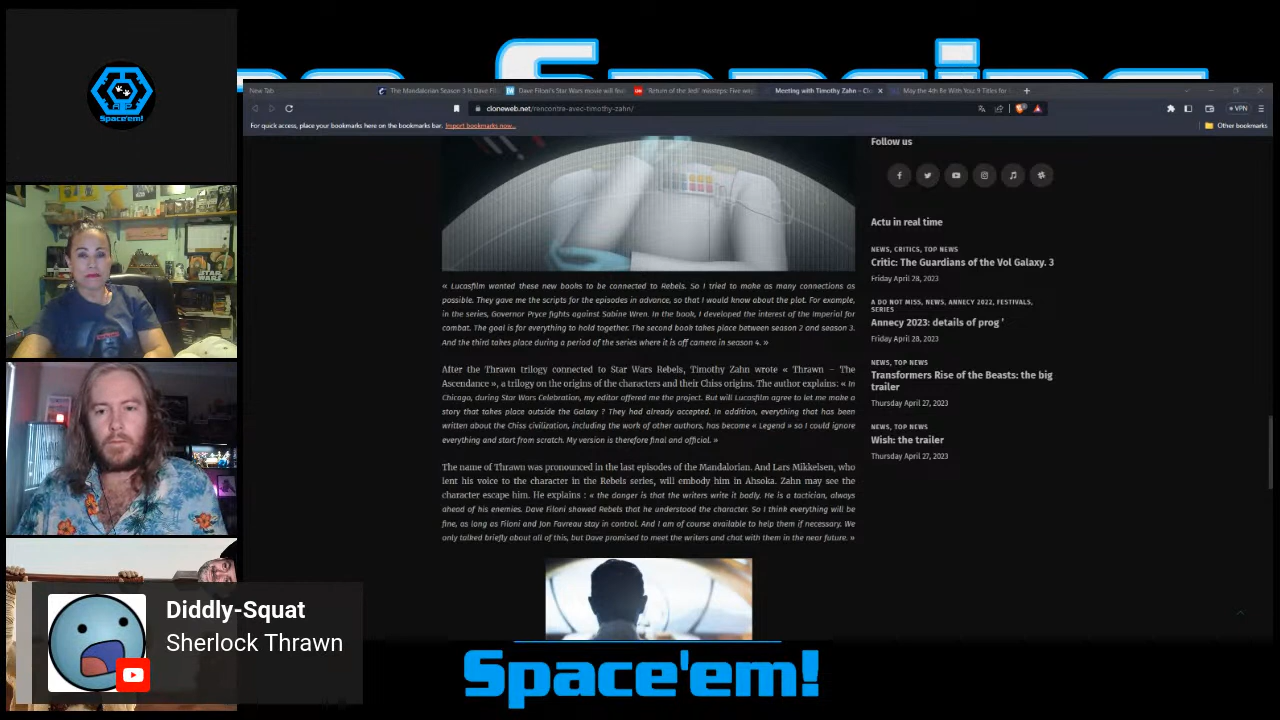 Space'em!
New Tab
The Mandalorian Season 3 Is Dave Fil
Dave Filoni's Star Wars movie will fea
'Return of the Jedi' missteps: Five way
Meeting with Timothy Zahn – Clo
May the 4th Be With You: 9 Titles for
cloneweb.net/rencontre-avec-timothy-zahn/
VPN
For quick access, place your bookmarks here on the bookmarks bar. Import bookmarks now...
Other bookmarks
« Lucasfilm wanted these new books to be connected to Rebels. So I tried to make as many connections as
possible. They gave me the scripts for the episodes in advance, so that I would know about the plot. For example,
in the series, Governor Pryce fights against Sabine Wren. In the book, I developed the interest of the Imperial for
combat. The goal is for everything to hold together. The second book takes place between season 2 and season 3.
And the third takes place during a period of the series where it is off camera in season 4. »
After the Thrawn trilogy connected to Star Wars Rebels, Timothy Zahn wrote « Thrawn – The
Ascendance », a trilogy on the origins of the characters and their Chiss origins. The author explains: « In
Chicago, during Star Wars Celebration, my editor offered me the project. But will Lucasfilm agree to let me make a
story that takes place outside the Galaxy ? They had already accepted. In addition, everything that has been
written about the Chiss civilization, including the work of other authors, has become « Legend » so I could ignore
everything and start from scratch. My version is therefore final and official. »
The name of Thrawn was pronounced in the last episodes of the Mandalorian. And Lars Mikkelsen, who
lent his voice to the character in the Rebels series, will embody him in Ahsoka. Zahn may see the
character escape him. He explains : « the danger is that the writers write it badly. He is a tactician, always
ahead of his enemies. Dave Filoni showed Rebels that he understood the character. So I think everything will be
fine, as long as Filoni and Jon Favreau stay in control. And I am of course available to help them if necessary. We
only talked briefly about all of this, but Dave promised to meet the writers and chat with them in the near future. »
Follow us
Actu in real time
NEWS, CRITICS, TOP NEWS
Critic: The Guardians of the Vol Galaxy. 3
Friday April 28, 2023
A DO NOT MISS, NEWS, ANNECY 2022, FESTIVALS,
SERIES
Annecy 2023: details of prog '
Friday April 28, 2023
NEWS, TOP NEWS
Transformers Rise of the Beasts: the big
trailer
Thursday April 27, 2023
NEWS, TOP NEWS
Wish: the trailer
Thursday April 27, 2023
Diddly-Squat
Sherlock Thrawn
Space'em!